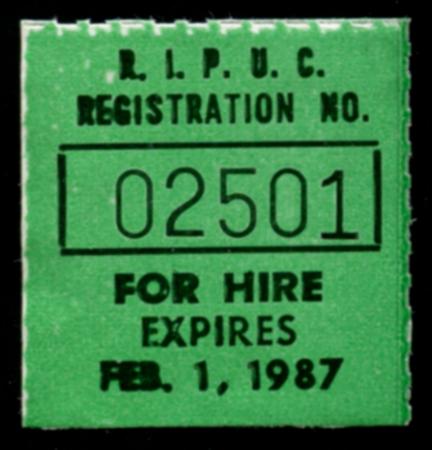 R. I. P. U. C.
REGISTRATION NO.
02501
FOR HIRE
EXPIRES
FEB. 1, 1987